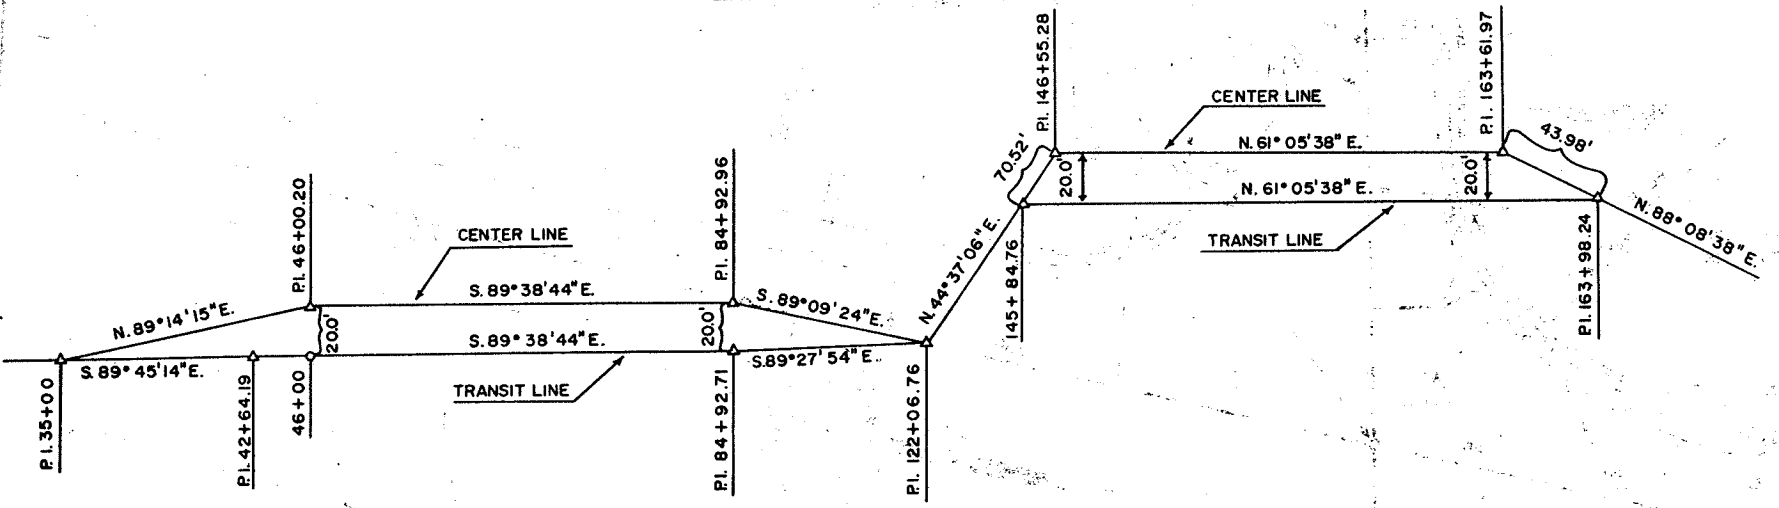 P.I. 146+55.28
P.I. 163+61.97
CENTER LINE
43.98'
N. 61° 05' 38" E.
70.52'
20.0'
20.0'
N. 61° 05' 38" E.
N. 88° 08' 38" E.
TRANSIT LINE
N. 44° 37' 06" E.
145+84.76
P.I. 163+98.24
P.I. 46+00.20
P.I. 84+92.96
CENTER LINE
S. 89° 38' 44" E.
S. 89° 09' 24" E.
N. 89° 14' 15" E.
20.0'
20.0'
S. 89° 38' 44" E.
S. 89° 27' 54" E.
S. 89° 45' 14" E.
TRANSIT LINE
P.I. 35+00
P.I. 42+64.19
46+00
P.I. 84+92.71
P.I. 122+06.76